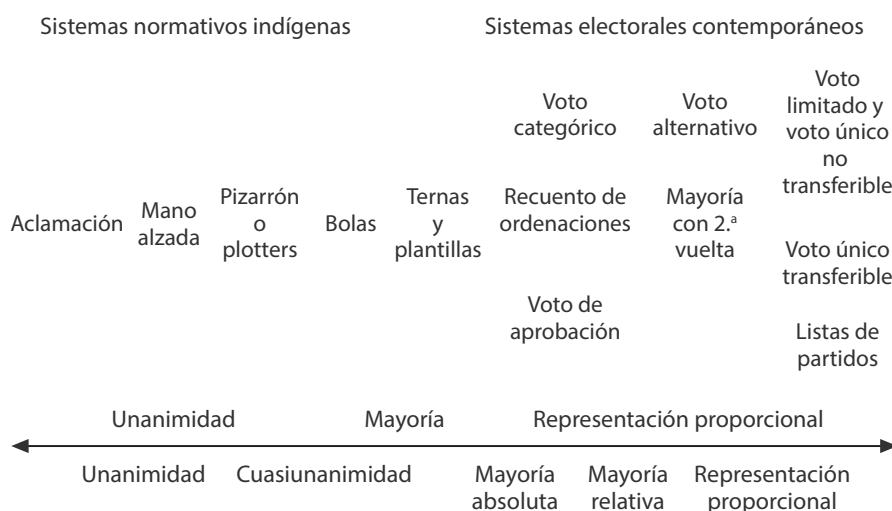 Sistemas normativos indígenas
Sistemas electorales contemporáneos
Aclamación
Mano
alzada
Pizarrón
o
plotters
Bolas
Ternas
y
plantillas
Voto
categórico
Recuento de
ordenaciones
Voto de
aprobación
Voto
alternativo
Mayoría
con 2.ª
vuelta
Voto
limitado y
voto único
no
transferible
Voto único
transferible
Listas de
partidos
Unanimidad
Mayoría
Representación proporcional
Unanimidad
Cuasiunanimidad
Mayoría
absoluta
Mayoría
relativa
Representación
proporcional